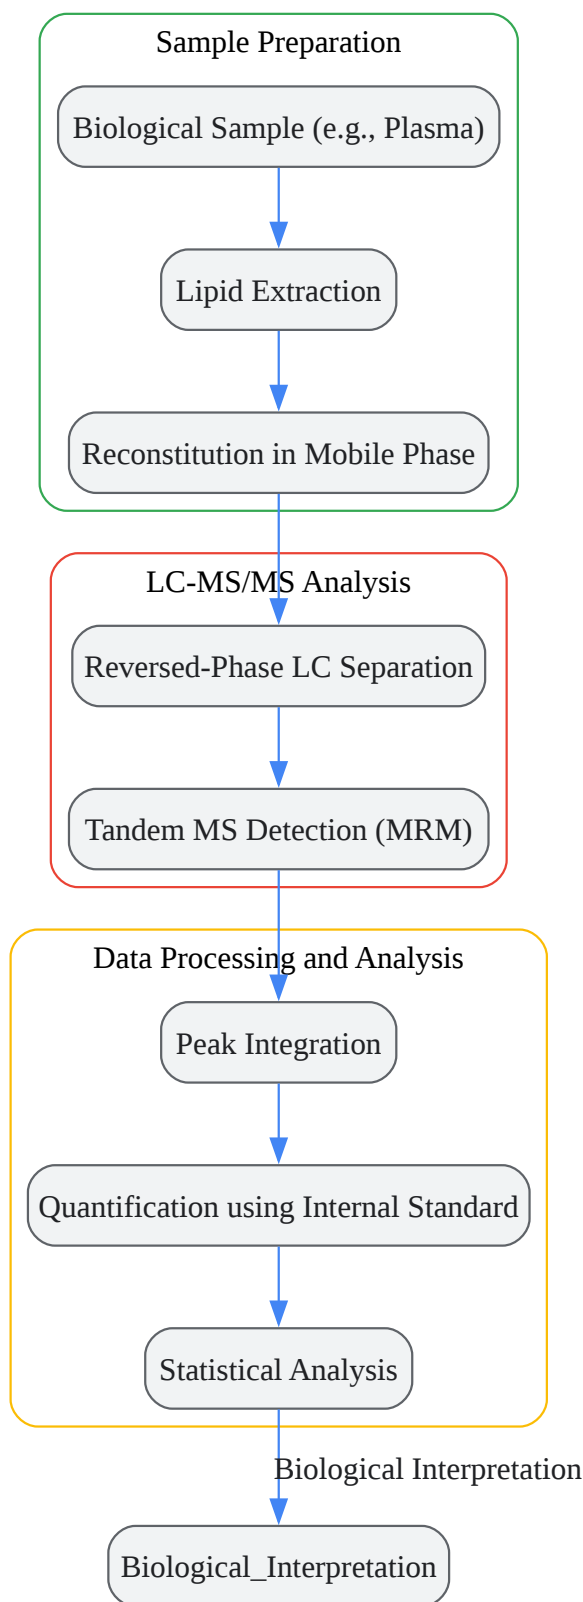 Sample Preparation
Biological Sample (e.g., Plasma)
Lipid Extraction
Reconstitution in Mobile Phase
LC-MS/MS Analysis
Reversed-Phase LC Separation
Tandem MS Detection (MRM)
Data Processing and Analysis
Peak Integration
Quantification using Internal Standard
Statistical Analysis
Biological Interpretation
Biological_Interpretation